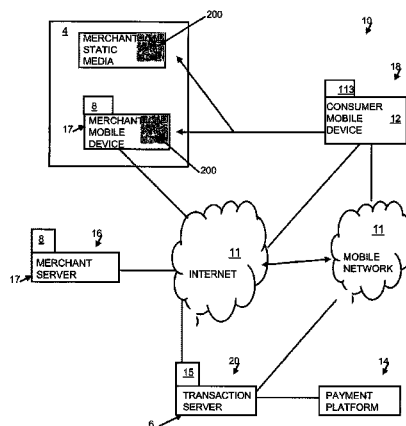 4
200
10
MERCHANT
STATIC
MEDIA
18
8
113
17
MERCHANT
MOBILE
DEVICE
CONSUMER
MOBILE
DEVICE
12
200
8
16
11
11
17
MERCHANT
SERVER
INTERNET
MOBILE
NETWORK
15
20
14
TRANSACTION
SERVER
PAYMENT
PLATFORM
6